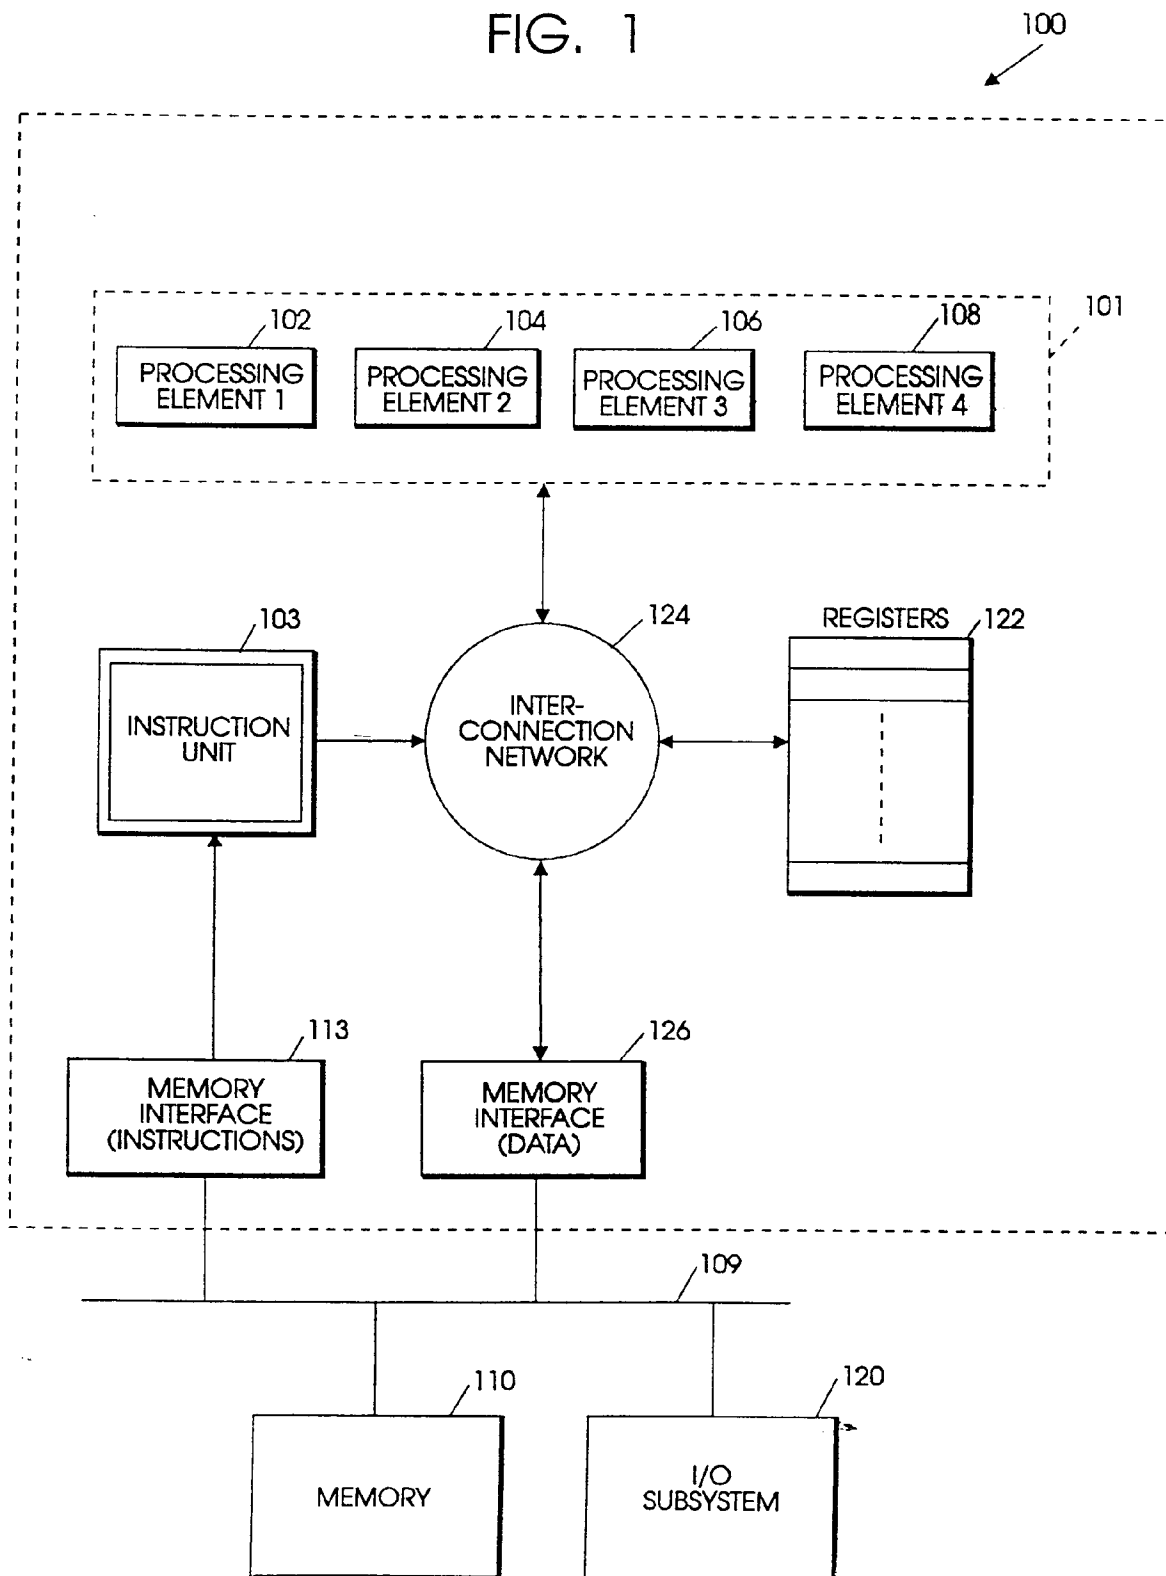 FIG. 1
100
101
102
104
106
108
PROCESSING
ELEMENT 1
PROCESSING
ELEMENT 2
PROCESSING
ELEMENT 3
PROCESSING
ELEMENT 4
103
124
REGISTERS
122
INSTRUCTION
UNIT
INTER-
CONNECTION
NETWORK
113
126
MEMORY
INTERFACE
(INSTRUCTIONS)
MEMORY
INTERFACE
(DATA)
109
110
120
MEMORY
I/O
SUBSYSTEM